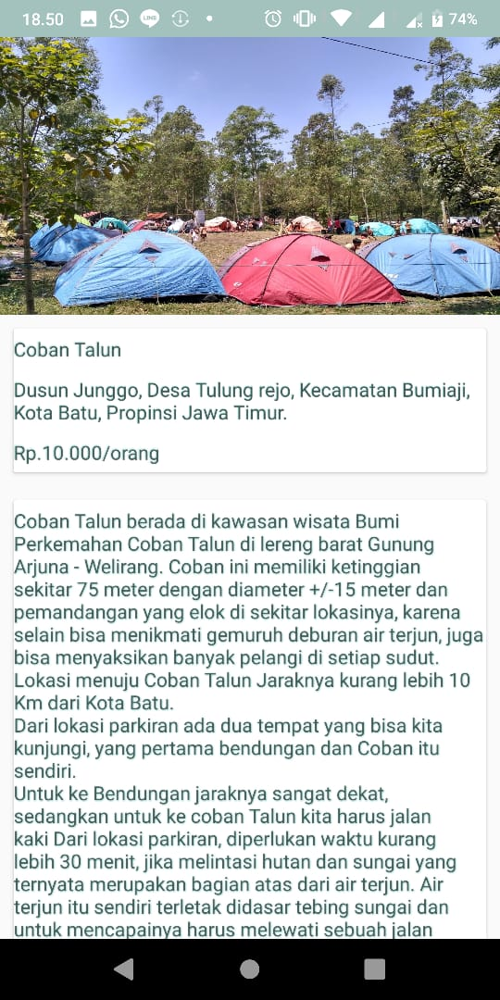 18.50
LINE
74%
Coban Talun
Dusun Junggo, Desa Tulung rejo, Kecamatan Bumiaji,
Kota Batu, Propinsi Jawa Timur.
Rp.10.000/orang
Coban Talun berada di kawasan wisata Bumi
Perkemahan Coban Talun di lereng barat Gunung
Arjuna - Welirang. Coban ini memiliki ketinggian
sekitar 75 meter dengan diameter +/-15 meter dan
pemandangan yang elok di sekitar lokasinya, karena
selain bisa menikmati gemuruh deburan air terjun, juga
bisa menyaksikan banyak pelangi di setiap sudut.
Lokasi menuju Coban Talun Jaraknya kurang lebih 10
Km dari Kota Batu.
Dari lokasi parkiran ada dua tempat yang bisa kita
kunjungi, yang pertama bendungan dan Coban itu
sendiri.
Untuk ke Bendungan jaraknya sangat dekat,
sedangkan untuk ke coban Talun kita harus jalan
kaki Dari lokasi parkiran, diperlukan waktu kurang
lebih 30 menit, jika melintasi hutan dan sungai yang
ternyata merupakan bagian atas dari air terjun. Air
terjun itu sendiri terletak didasar tebing sungai dan
untuk mencapainya harus melewati sebuah jalan